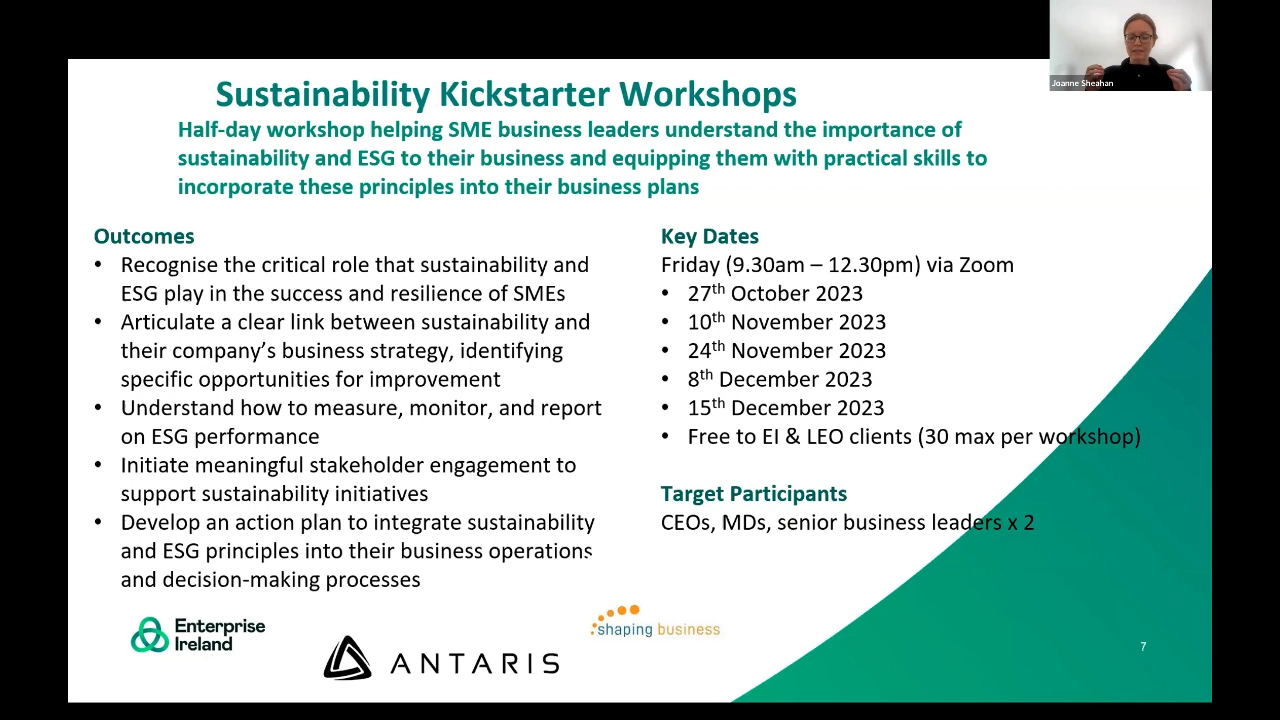 Joanne Sheahan
Sustainability Kickstarter Workshops
Half-day workshop helping SME business leaders understand the importance of
sustainability and ESG to their business and equipping them with practical skills to
incorporate these principles into their business plans
Outcomes
• Recognise the critical role that sustainability and
ESG play in the success and resilience of SMEs
• Articulate a clear link between sustainability and
their company's business strategy, identifying
specific opportunities for improvement
• Understand how to measure, monitor, and report
on ESG performance
• Initiate meaningful stakeholder engagement to
support sustainability initiatives
• Develop an action plan to integrate sustainability
and ESG principles into their business operations
and decision-making processes
Key Dates
Friday (9.30am – 12.30pm) via Zoom
• 27th October 2023
• 10th November 2023
• 24th November 2023
• 8th December 2023
• 15th December 2023
• Free to EI & LEO clients (30 max per workshop)
Target Participants
CEOs, MDs, senior business leaders x 2
Enterprise
Ireland
ANTARIS
shaping business
7